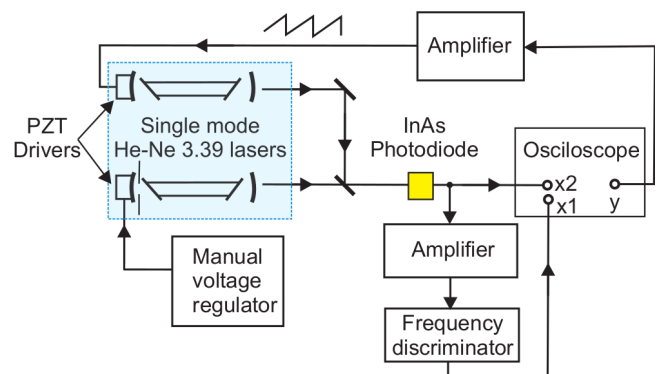 Amplifier
PZT
Drivers
Single mode
He-Ne 3.39 lasers
InAs
Photodiode
Osciloscope
x2
x1
y
Manual
voltage
regulator
Amplifier
Frequency
discriminator